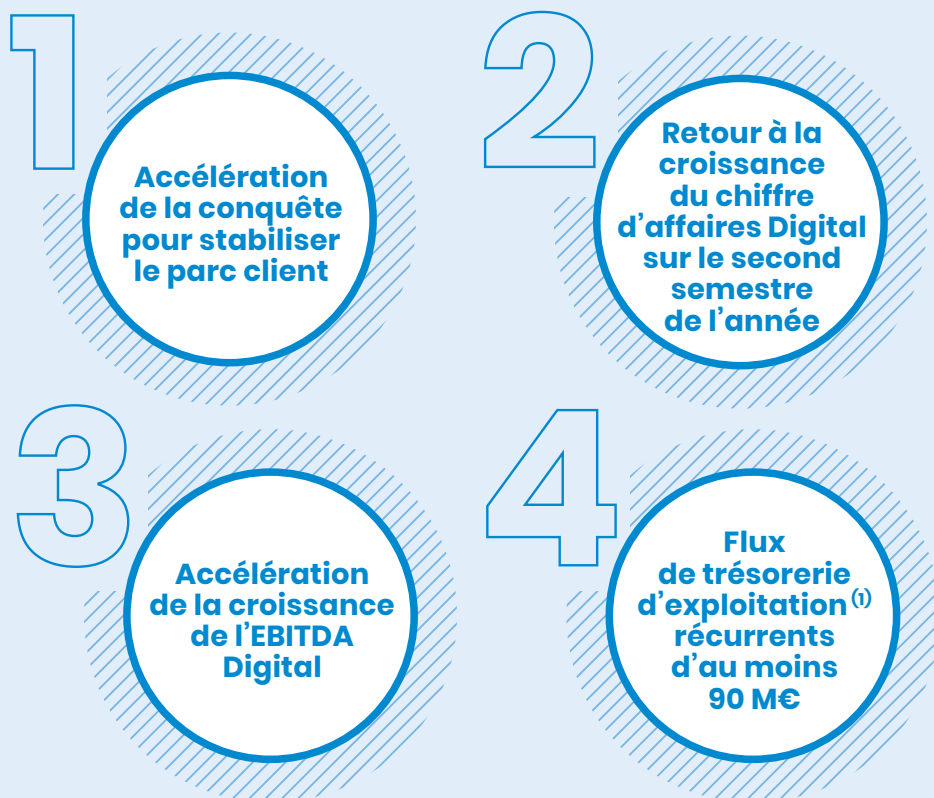 1
Accélération
de la conquête
pour stabiliser
le parc client
2
Retour à la
croissance
du chiffre
d’affaires Digital
sur le second
semestre
de l’année
3
Accélération
de la croissance
de l’EBITDA
Digital
4
Flux
de trésorerie
d’exploitation (1)
récurrents
d’au moins
90 M€